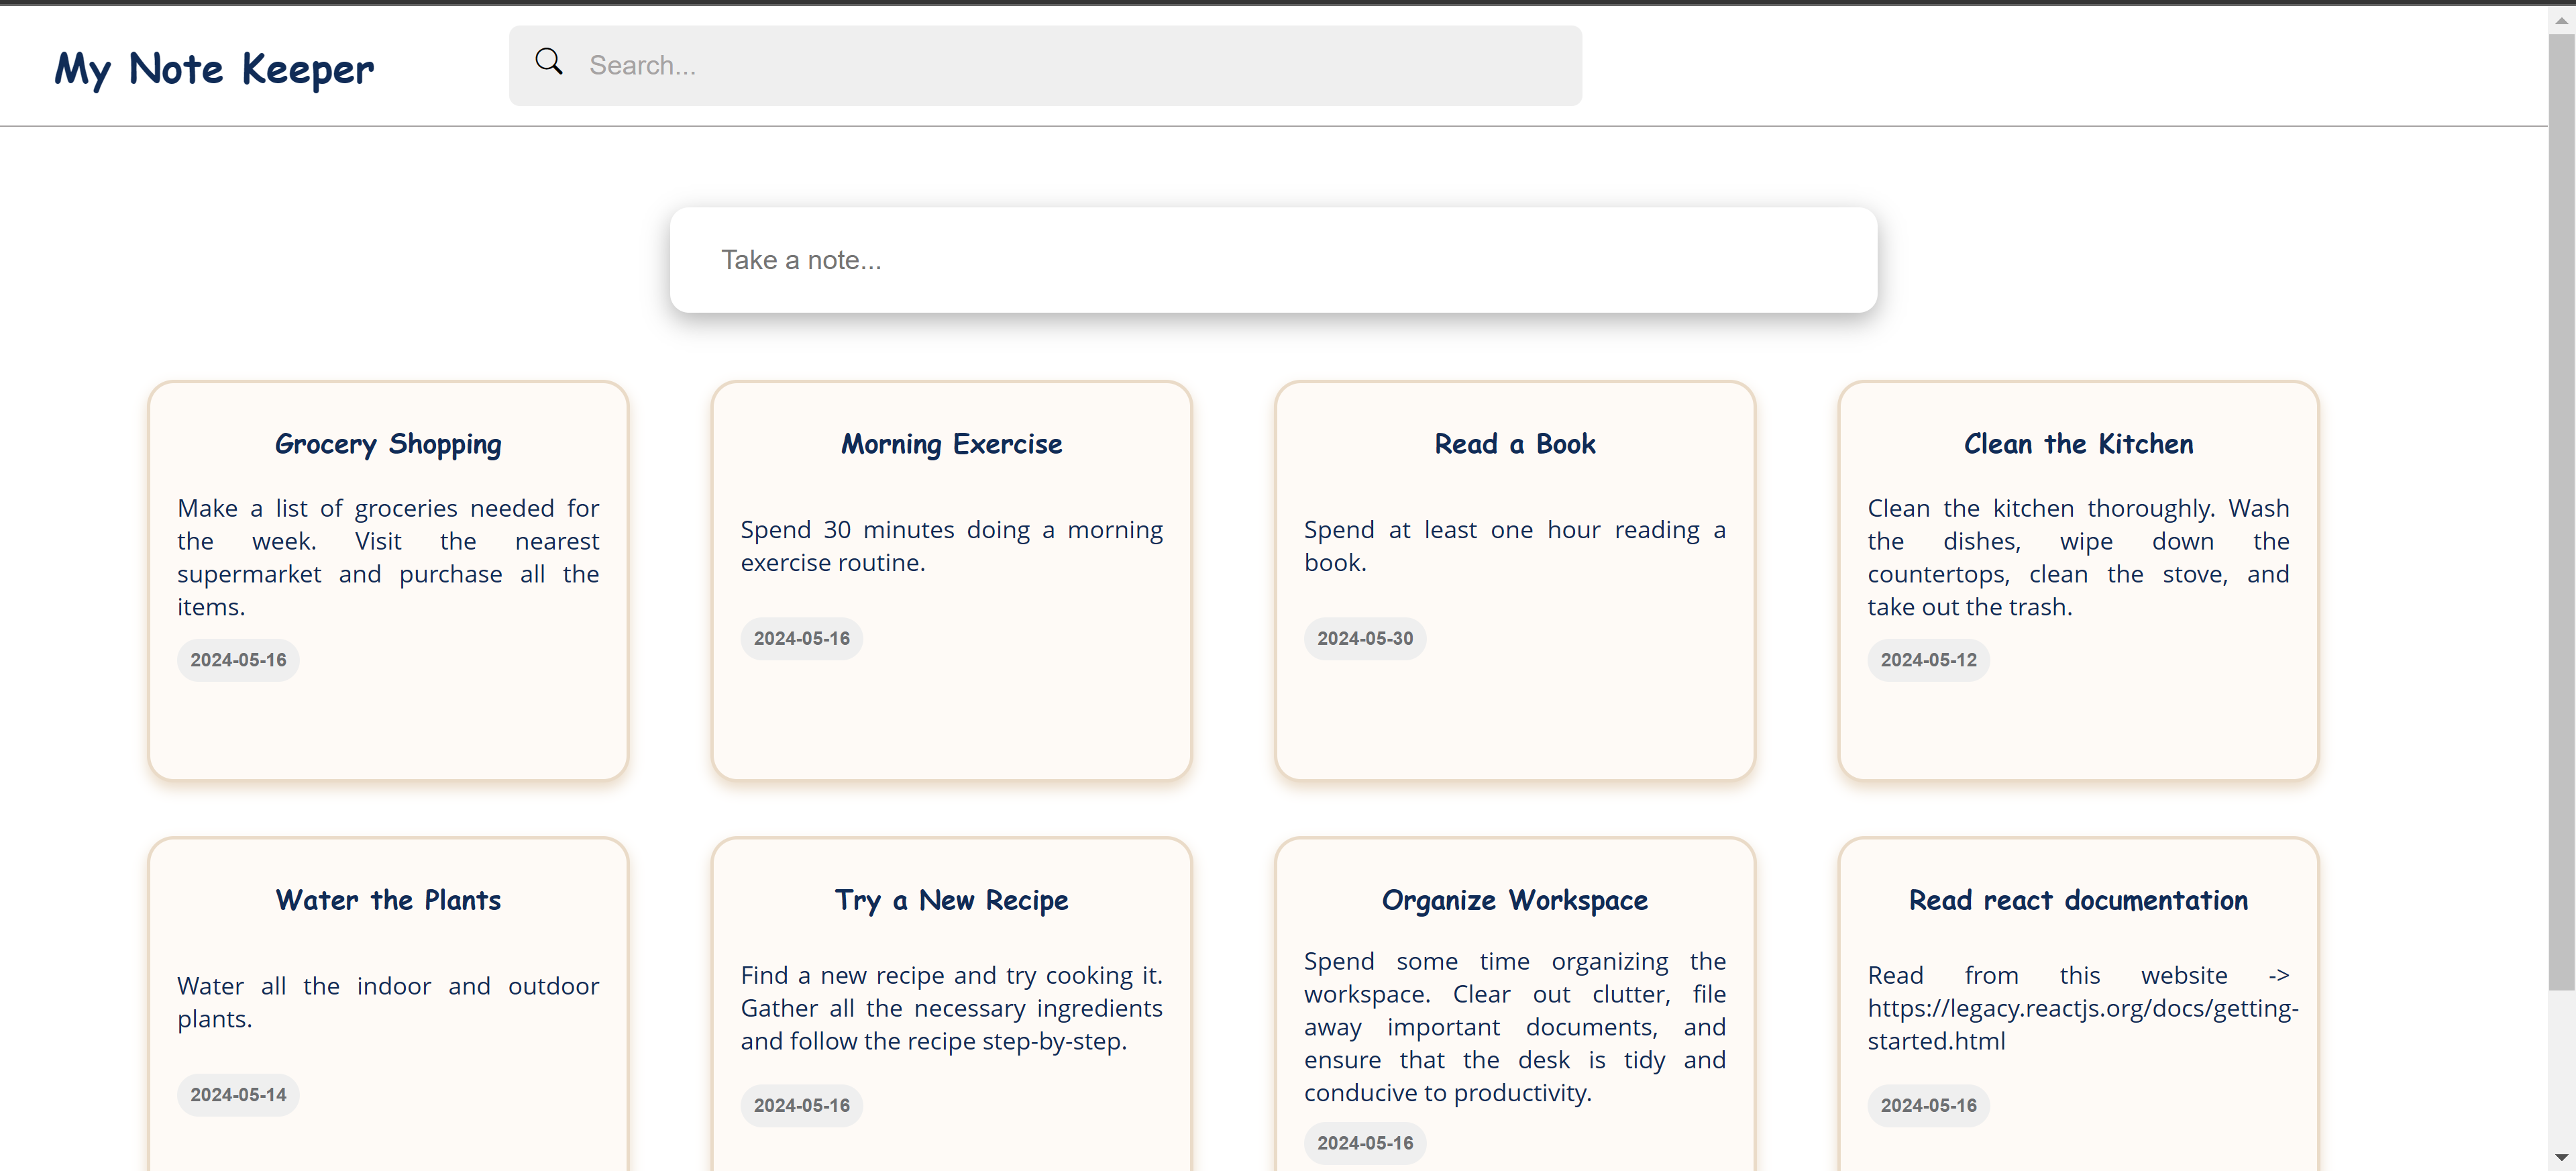 My Note Keeper
Search...
Take a note...
Grocery Shopping
Make a list of groceries needed for
the week. Visit the nearest
supermarket and purchase all the
items.
2024-05-16
Morning Exercise
Spend 30 minutes doing a morning
exercise routine.
2024-05-16
Read a Book
Spend at least one hour reading a
book.
2024-05-30
Clean the Kitchen
Clean the kitchen thoroughly. Wash
the dishes, wipe down the
countertops, clean the stove, and
take out the trash.
2024-05-12
Water the Plants
Water all the indoor and outdoor
plants.
2024-05-14
Try a New Recipe
Find a new recipe and try cooking it.
Gather all the necessary ingredients
and follow the recipe step-by-step.
2024-05-16
Organize Workspace
Spend some time organizing the
workspace. Clear out clutter, file
away important documents, and
ensure that the desk is tidy and
conducive to productivity.
2024-05-16
Read react documentation
Read from this website ->
https://legacy.reactjs.org/docs/getting-
started.html
2024-05-16